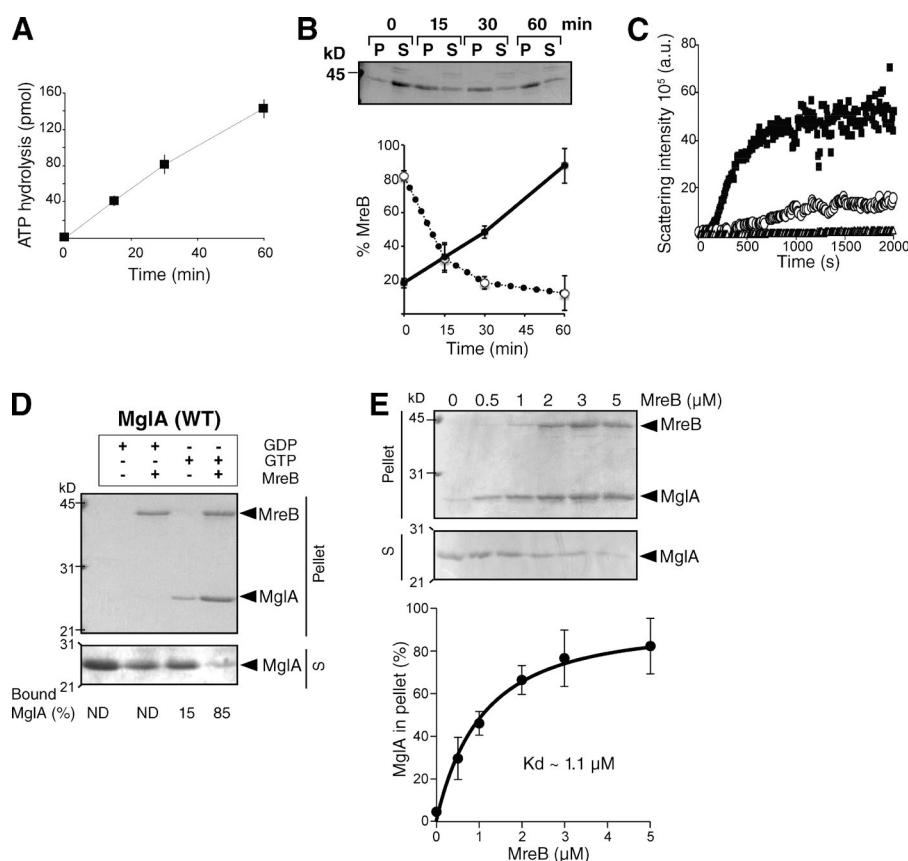 A
ATP hydrolysis (pmol)
160
120
80
40
0
0 20 40 60
Time (min)
B
0 15 30 60 min
kD P S P S P S P S
45
% MreB
100
80
60
40
20
0 15 30 45 60
Time (min)
C
Scattering intensity 10⁵ (a.u.)
80
60
40
20
0 500 1000 1500 2000
Time (s)
D
MglA (WT)
+ + - - GDP
- - + + GTP
- + - + MreB
kD
45
MreB
31
Pellet
MglA
21
31
MglA
S
21
Bound
MglA (%) ND ND 15 85
E
kD 0 0.5 1 2 3 5 MreB (µM)
45
MreB
Pellet
31
MglA
31
S
MglA
21
MglA in pellet (%)
100
80
60
40
20
0
Kd ~ 1.1 µM
0 1 2 3 4 5
MreB (µM)